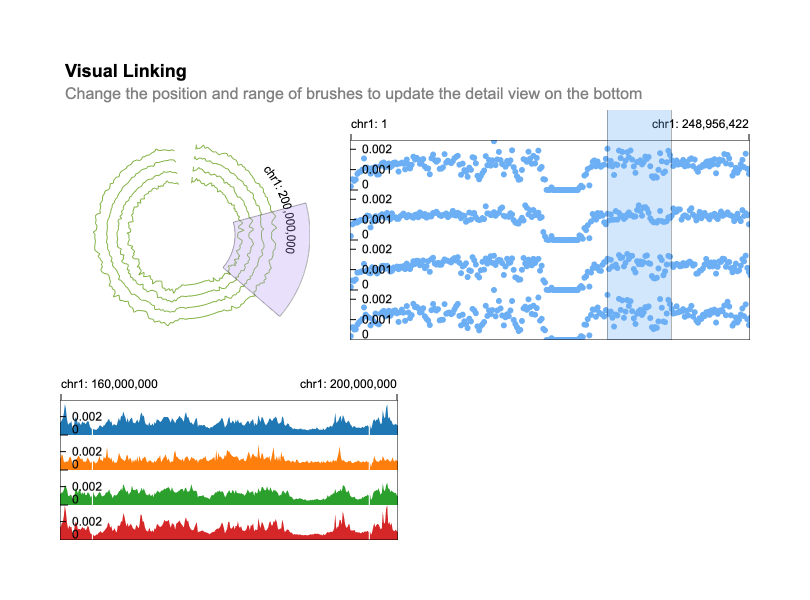 Visual Linking
Change the position and range of brushes to update the detail view on the bottom
chr1: 200,000,000
chr1: 1
chr1: 248,956,422
0.002
0.001
0
0.002
0.001
0
0.002
0.001
0
0.002
0.001
0
chr1: 160,000,000
chr1: 200,000,000
0.002
0
0.002
0
0.002
0
0.002
0